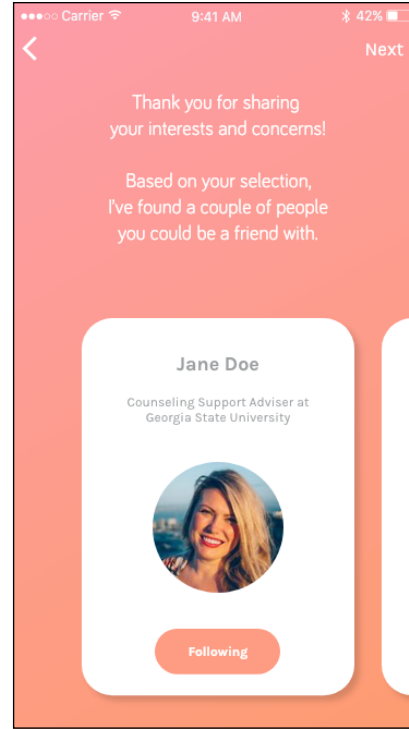 Carrier 9:41 AM 42%
Next
Thank you for sharing
your interests and concerns!
Based on your selection,
I've found a couple of people
you could be a friend with.
Jane Doe
Counseling Support Adviser at
Georgia State University
Following